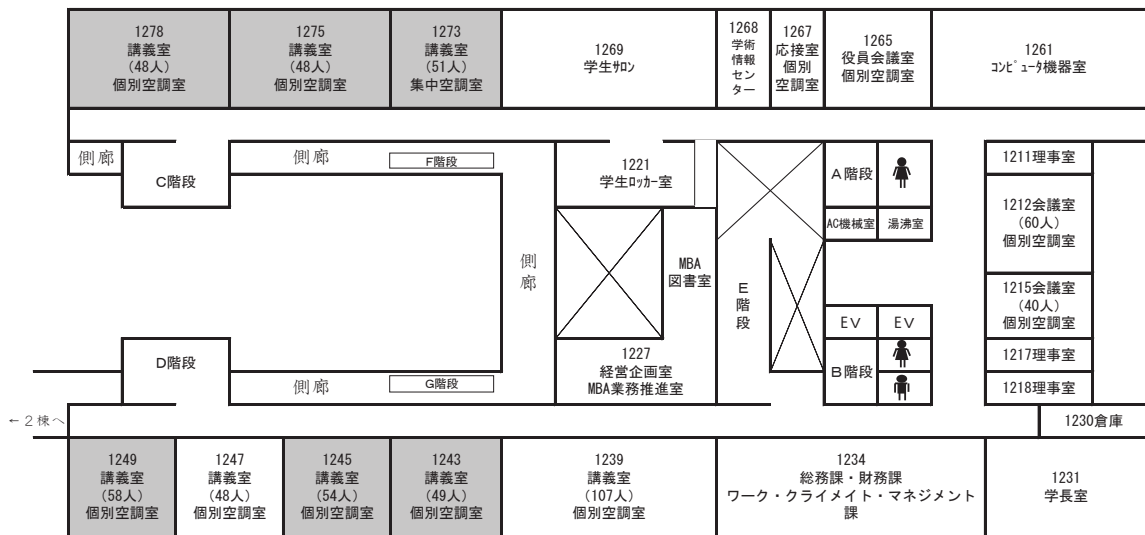 1278
講義室
(48人)
個別空調室
1275
講義室
(48人)
個別空調室
1273
講義室
(51人)
集中空調室
1269
学生ｻﾛﾝ
1268
学術
情報
セン
ター
1267
応接室
個別
空調室
1265
役員会議室
個別空調室
1261
ｺﾝﾋﾟｭｰﾀ機器室
側廊
C階段
側廊
F階段
1221
学生ﾛｯｶｰ室
A階段
AC機械室
湯沸室
1211理事室
1212会議室
(60人)
個別空調室
側
廊
MBA
図書室
E
階
段
1215会議室
(40人)
個別空調室
EV
EV
D階段
側廊
G階段
1227
経営企画室
MBA業務推進室
B階段
1217理事室
1218理事室
←2棟へ
1230倉庫
1249
講義室
(58人)
個別空調室
1247
講義室
(48人)
個別空調室
1245
講義室
(54人)
個別空調室
1243
講義室
(49人)
個別空調室
1239
講義室
(107人)
個別空調室
1234
総務課・財務課
ワーク・クライメイト・マネジメント
課
1231
学長室